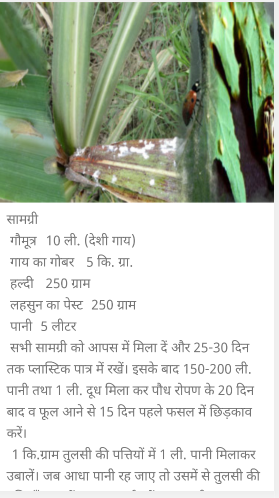 सामग्री
गौमूत्र 10 ली. (देशी गाय)
गाय का गोबर 5 कि. ग्रा.
हल्दी 250 ग्राम
लहसुन का पेस्ट 250 ग्राम
पानी 5 लीटर
सभी सामग्री को आपस में मिला दें और 25-30 दिन
तक प्लास्टिक पात्र में रखें। इसके बाद 150-200 ली.
पानी तथा 1 ली. दूध मिला कर पौध रोपण के 20 दिन
बाद व फूल आने से 15 दिन पहले फसल में छिड़काव
करें।
1 कि.ग्राम तुलसी की पत्तियों में 1 ली. पानी मिलाकर
उबालें। जब आधा पानी रह जाए तो उसमें से तुलसी की